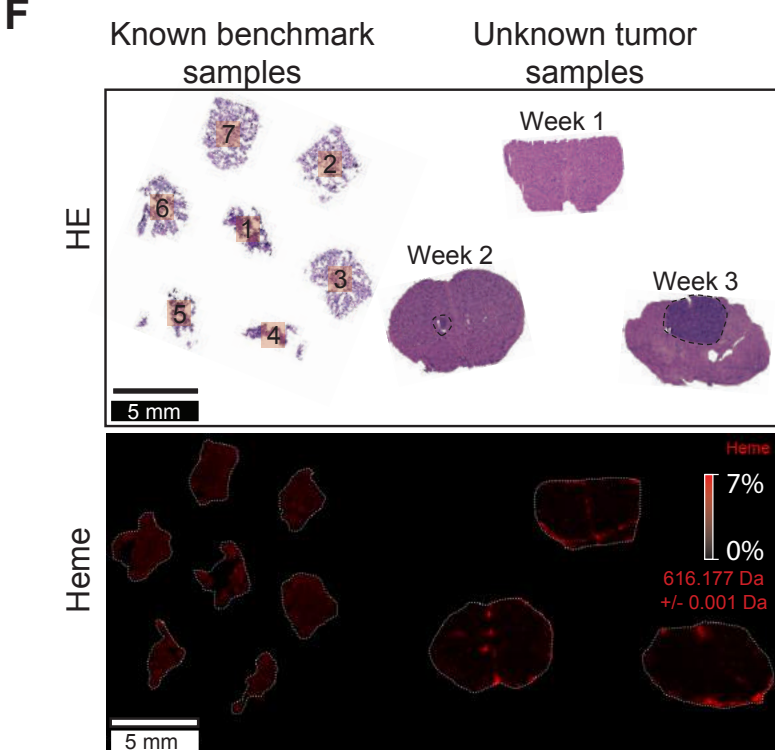 F
Known benchmark
samples
Unknown tumor
samples
HE
7
2
6
1
3
5
4
Week 1
Week 2
Week 3
5 mm
Heme
Heme
7%
0%
616.177 Da
+/- 0.001 Da
5 mm